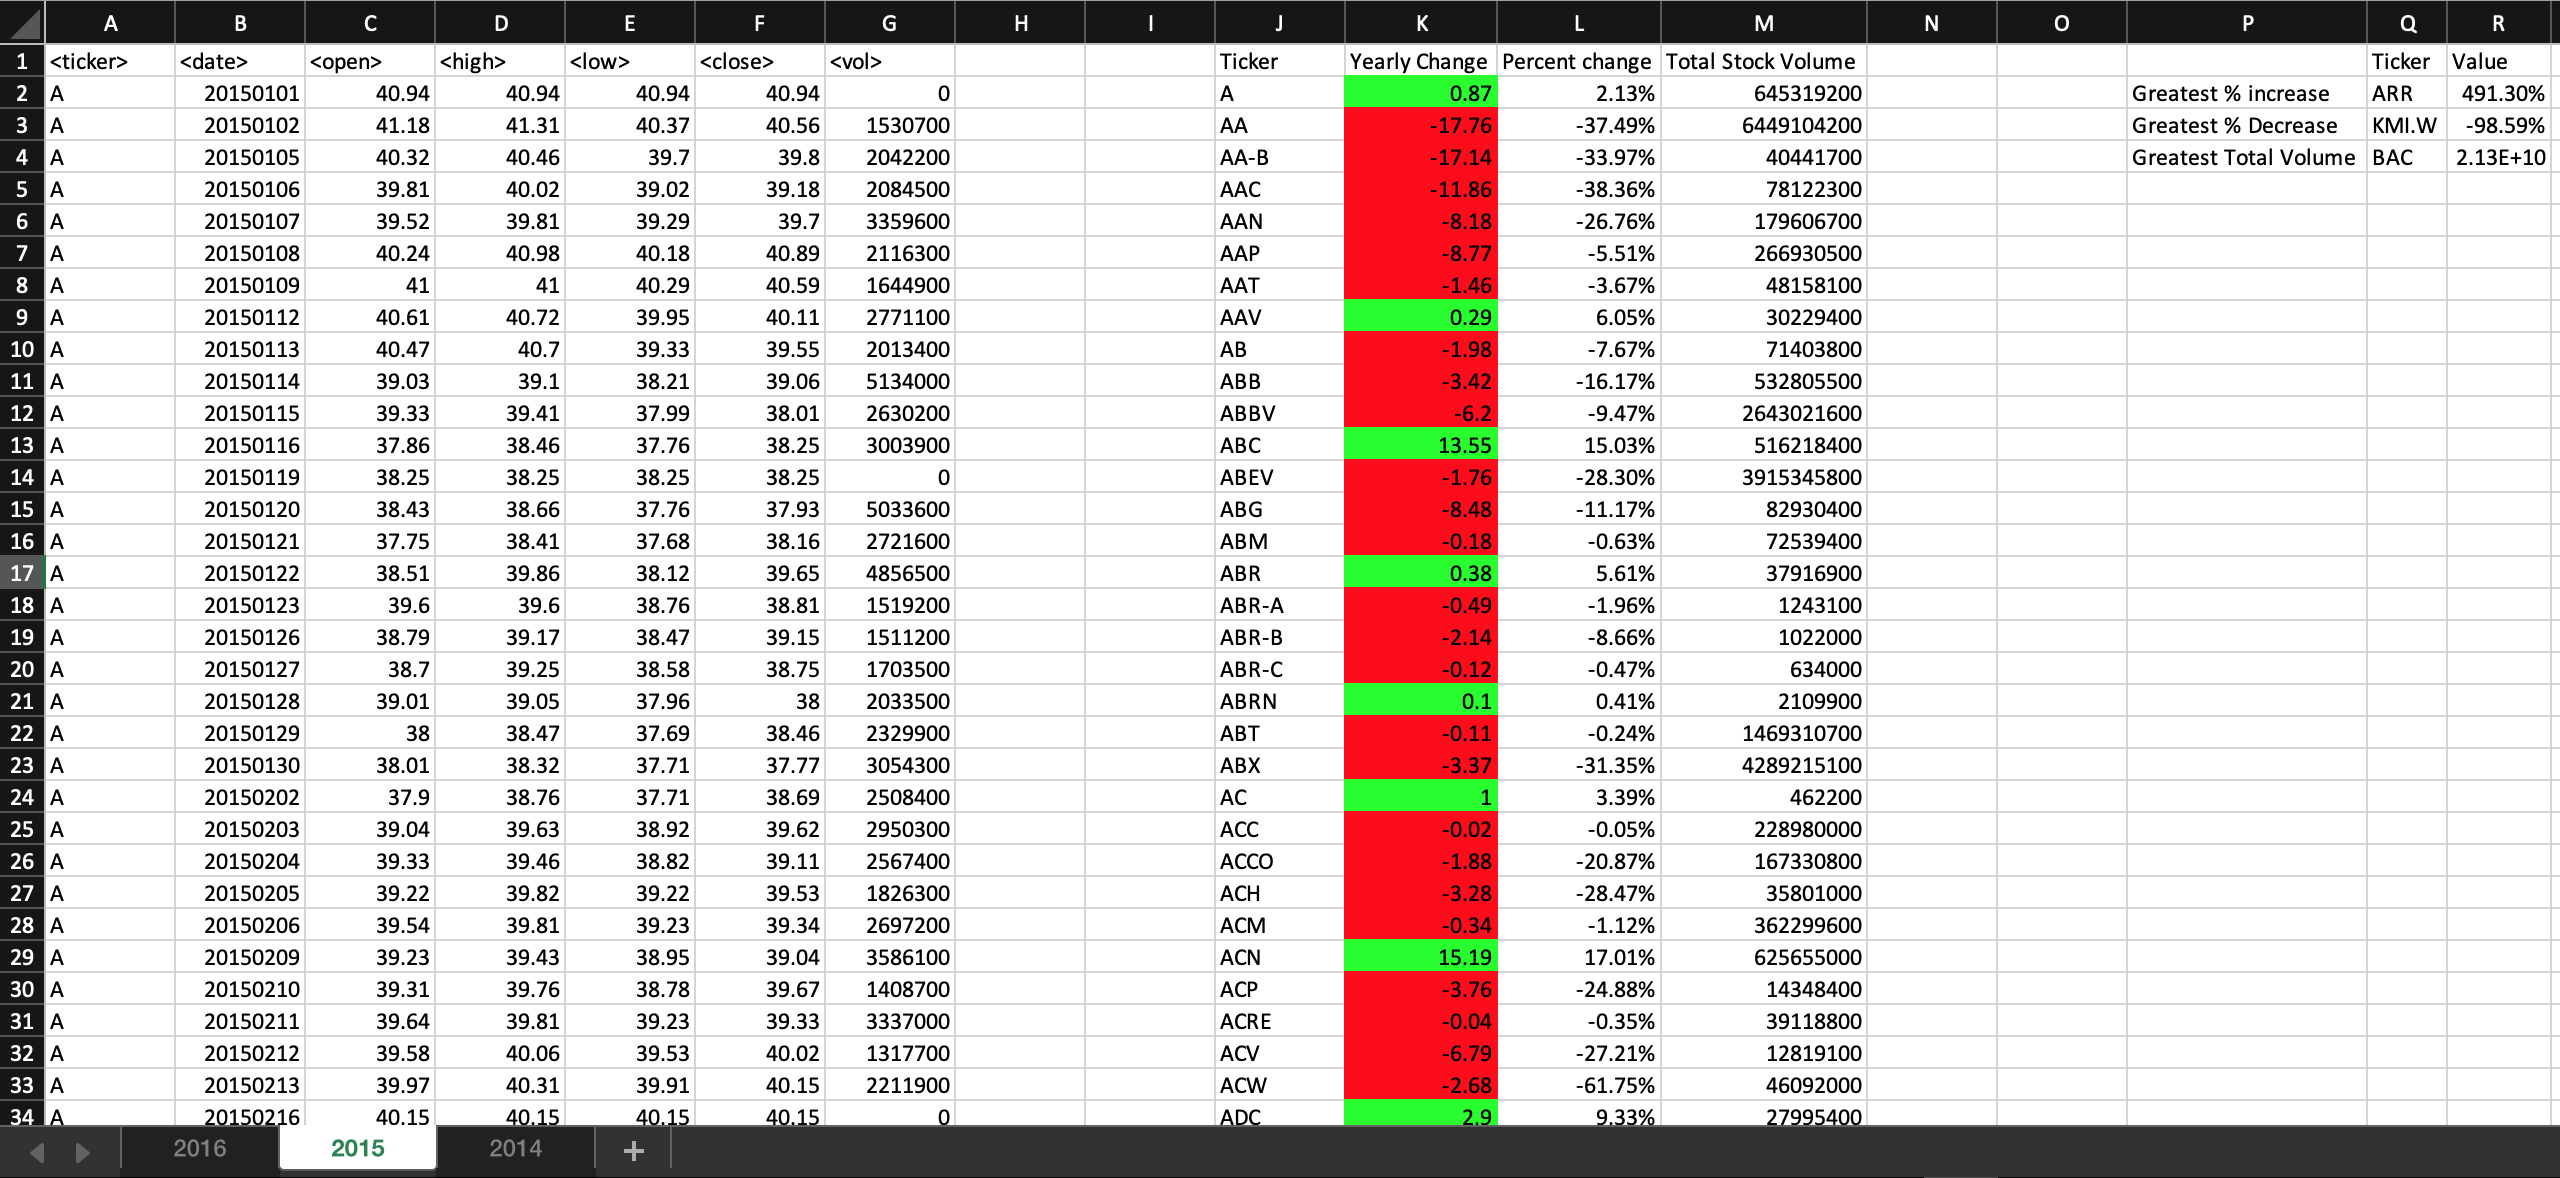 A B C D E F G H I J K L M N O P Q R
1 <ticker> <date> <open> <high> <low> <close> <vol> Ticker Yearly Change Percent change Total Stock Volume Ticker Value
2 A 20150101 40.94 40.94 40.94 40.94 0 A 0.87 2.13% 645319200 Greatest % increase ARR 491.30%
3 A 20150102 41.18 41.31 40.37 40.56 1530700 AA -17.76 -37.49% 6449104200 Greatest % Decrease KMI.W -98.59%
4 A 20150105 40.32 40.46 39.7 39.8 2042200 AA-B -17.14 -33.97% 40441700 Greatest Total Volume BAC 2.13E+10
5 A 20150106 39.81 40.02 39.02 39.18 2084500 AAC -11.86 -38.36% 78122300
6 A 20150107 39.52 39.81 39.29 39.7 3359600 AAN -8.18 -26.76% 179606700
7 A 20150108 40.24 40.98 40.18 40.89 2116300 AAP -8.77 -5.51% 266930500
8 A 20150109 41 41 40.29 40.59 1644900 AAT -1.46 -3.67% 48158100
9 A 20150112 40.61 40.72 39.95 40.11 2771100 AAV 0.29 6.05% 30229400
10 A 20150113 40.47 40.7 39.33 39.55 2013400 AB -1.98 -7.67% 71403800
11 A 20150114 39.03 39.1 38.21 39.06 5134000 ABB -3.42 -16.17% 532805500
12 A 20150115 39.33 39.41 37.99 38.01 2630200 ABBV -6.2 -9.47% 2643021600
13 A 20150116 37.86 38.46 37.76 38.25 3003900 ABC 13.55 15.03% 516218400
14 A 20150119 38.25 38.25 38.25 38.25 0 ABEV -1.76 -28.30% 3915345800
15 A 20150120 38.43 38.66 37.76 37.93 5033600 ABG -8.48 -11.17% 82930400
16 A 20150121 37.75 38.41 37.68 38.16 2721600 ABM -0.18 -0.63% 72539400
17 A 20150122 38.51 39.86 38.12 39.65 4856500 ABR 0.38 5.61% 37916900
18 A 20150123 39.6 39.6 38.76 38.81 1519200 ABR-A -0.49 -1.96% 1243100
19 A 20150126 38.79 39.17 38.47 39.15 1511200 ABR-B -2.14 -8.66% 1022000
20 A 20150127 38.7 39.25 38.58 38.75 1703500 ABR-C -0.12 -0.47% 634000
21 A 20150128 39.01 39.05 37.96 38 2033500 ABRN 0.1 0.41% 2109900
22 A 20150129 38 38.47 37.69 38.46 2329900 ABT -0.11 -0.24% 1469310700
23 A 20150130 38.01 38.32 37.71 37.77 3054300 ABX -3.37 -31.35% 4289215100
24 A 20150202 37.9 38.76 37.71 38.69 2508400 AC 1 3.39% 462200
25 A 20150203 39.04 39.63 38.92 39.62 2950300 ACC -0.02 -0.05% 228980000
26 A 20150204 39.33 39.46 38.82 39.11 2567400 ACCO -1.88 -20.87% 167330800
27 A 20150205 39.22 39.82 39.22 39.53 1826300 ACH -3.28 -28.47% 35801000
28 A 20150206 39.54 39.81 39.23 39.34 2697200 ACM -0.34 -1.12% 362299600
29 A 20150209 39.23 39.43 38.95 39.04 3586100 ACN 15.19 17.01% 625655000
30 A 20150210 39.31 39.76 38.78 39.67 1408700 ACP -3.76 -24.88% 14348400
31 A 20150211 39.64 39.81 39.23 39.33 3337000 ACRE -0.04 -0.35% 39118800
32 A 20150212 39.58 40.06 39.53 40.02 1317700 ACV -6.79 -27.21% 12819100
33 A 20150213 39.97 40.31 39.91 40.15 2211900 ACW -2.68 -61.75% 46092000
34 A 20150216 40.15 40.15 40.15 40.15 0 ADC 2.9 9.33% 27995400
2016 2015 2014 +